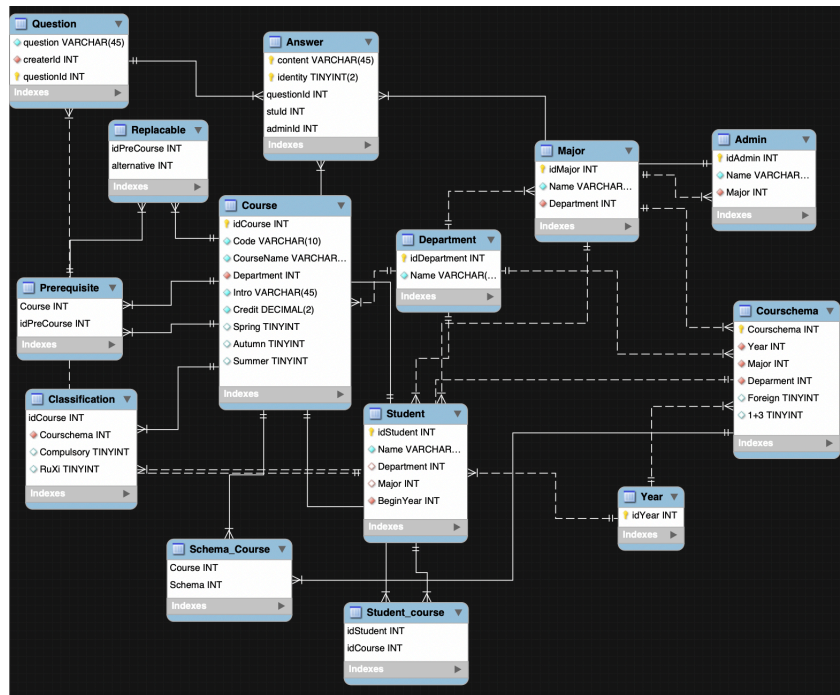 Question
question VARCHAR(45)
createrId INT
questionId INT
Indexes
Answer
content VARCHAR(45)
identity TINYINT(2)
questionId INT
stuId INT
adminId INT
Indexes
Replacable
idPreCourse INT
alternative INT
Indexes
Major
idMajor INT
Name VARCHAR...
Department INT
Indexes
Admin
idAdmin INT
Name VARCHAR...
Major INT
Indexes
Course
idCourse INT
Code VARCHAR(10)
CourseName VARCHAR...
Department INT
Intro VARCHAR(45)
Credit DECIMAL(2)
Spring TINYINT
Autumn TINYINT
Summer TINYINT
Indexes
Department
idDepartment INT
Name VARCHAR(...
Indexes
Prerequisite
Course INT
idPreCourse INT
Indexes
Courschema
Courschema INT
Year INT
Major INT
Deparment INT
Foreign TINYINT
1+3 TINYINT
Indexes
Classification
idCourse INT
Courschema INT
Compulsory TINYINT
RuXi TINYINT
Indexes
Student
idStudent INT
Name VARCHAR...
Department INT
Major INT
BeginYear INT
Indexes
Year
idYear INT
Indexes
Schema_Course
Course INT
Schema INT
Indexes
Student_course
idStudent INT
idCourse INT
Indexes